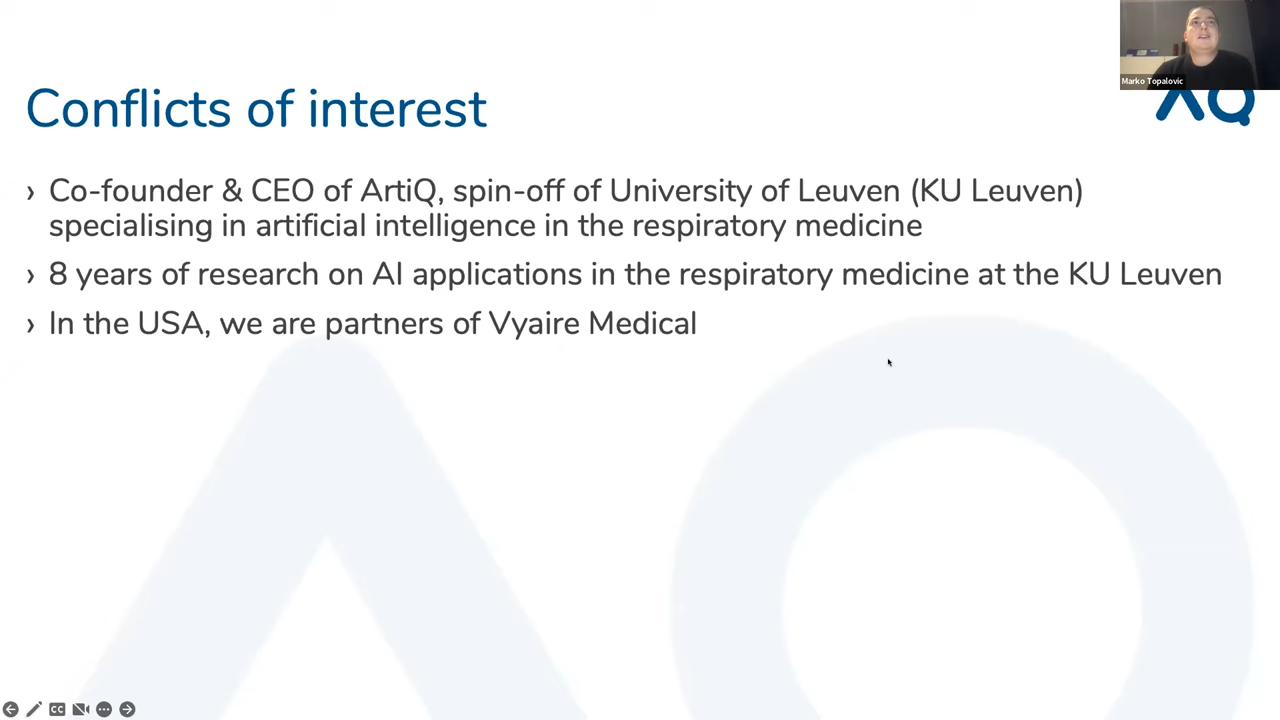 Marko Topalovic
Conflicts of interest
› Co-founder & CEO of ArtiQ, spin-off of University of Leuven (KU Leuven)
specialising in artificial intelligence in the respiratory medicine
› 8 years of research on AI applications in the respiratory medicine at the KU Leuven
› In the USA, we are partners of Vyaire Medical
CC